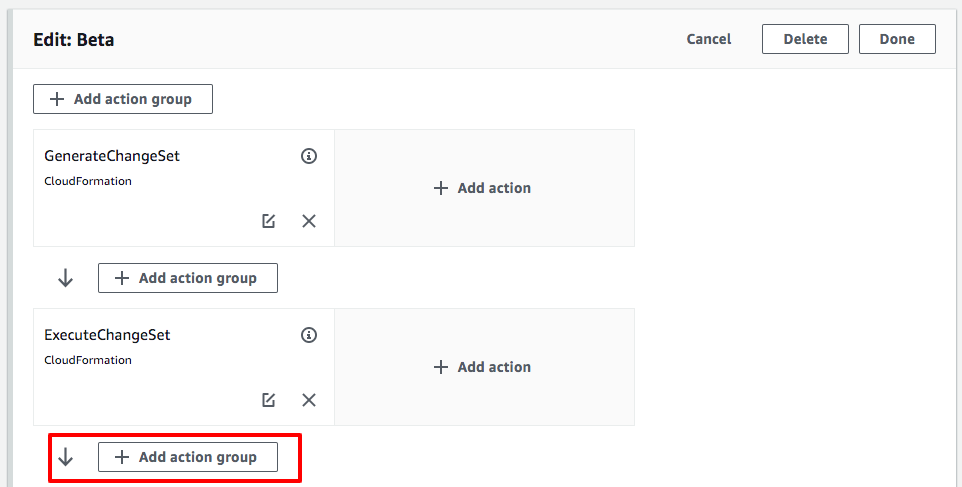 Edit: Beta
Cancel
Delete
Done
Add action group
GenerateChangeSet
CloudFormation
Add action
Add action group
ExecuteChangeSet
CloudFormation
Add action
Add action group